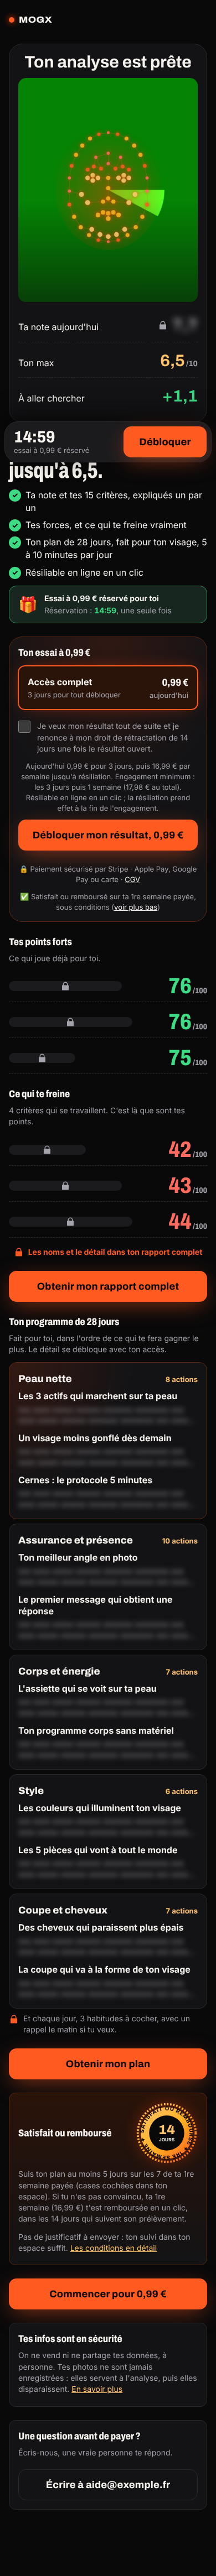 MOGX
Ton analyse est prête
Ta note aujourd'hui
Ton max
6,5/10
À aller chercher
+1,1
14:59
essai à 0,99 € réservé
Débloquer
jusqu'à 6,5.
Ta note et tes 15 critères, expliqués un par
un
Tes forces, et ce qui te freine vraiment
Ton plan de 28 jours, fait pour ton visage, 5
à 10 minutes par jour
Résiliable en ligne en un clic
Essai à 0,99 € réservé pour toi
Réservation : 14:59, une seule fois
Ton essai à 0,99 €
Accès complet
0,99 €
3 jours pour tout débloquer
aujourd'hui
Je veux mon résultat tout de suite et je
renonce à mon droit de rétractation de 14
jours une fois le résultat ouvert.
Aujourd'hui 0,99 € pour 3 jours, puis 16,99 € par
semaine jusqu'à résiliation. Engagement minimum :
les 3 jours puis 1 semaine (17,98 € au total).
Résiliable en ligne en un clic ; la résiliation prend
effet à la fin de l'engagement.
Débloquer mon résultat, 0,99 €
Paiement sécurisé par Stripe · Apple Pay, Google
Pay ou carte · CGV
Satisfait ou remboursé sur ta 1re semaine payée,
sous conditions (voir plus bas)
Tes points forts
Ce qui joue déjà pour toi.
76/100
76/100
75/100
Ce qui te freine
4 critères qui se travaillent. C'est là que sont tes
points.
42/100
43/100
44/100
Les noms et le détail dans ton rapport complet
Obtenir mon rapport complet
Ton programme de 28 jours
Fait pour toi, dans l'ordre de ce qui te fera gagner le
plus. Le détail se débloque avec ton accès.
Peau nette
8 actions
Les 3 actifs qui marchent sur ta peau
Un visage moins gonflé dès demain
Cernes : le protocole 5 minutes
Assurance et présence
10 actions
Ton meilleur angle en photo
Le premier message qui obtient une
réponse
Corps et énergie
7 actions
L'assiette qui se voit sur ta peau
Ton programme corps sans matériel
Style
6 actions
Les couleurs qui illuminent ton visage
Les 5 pièces qui vont à tout le monde
Coupe et cheveux
7 actions
Des cheveux qui paraissent plus épais
La coupe qui va à la forme de ton visage
Et chaque jour, 3 habitudes à cocher, avec un
rappel le matin si tu veux.
Obtenir mon plan
Satisfait ou remboursé
14
JOURS
Suis ton plan au moins 5 jours sur les 7 de ta 1re
semaine payée (cases cochées dans ton
espace). Si tu n'es pas convaincu, ta 1re
semaine (16,99 €) t'est remboursée en un clic,
dans les 14 jours qui suivent son prélèvement.
Pas de justificatif à envoyer : ton suivi dans ton
espace suffit. Les conditions en détail
Commencer pour 0,99 €
Tes infos sont en sécurité
On ne vend ni ne partage tes données, à
personne. Tes photos ne sont jamais
enregistrées : elles servent à l'analyse, puis elles
disparaissent. En savoir plus
Une question avant de payer ?
Écris-nous, une vraie personne te répond.
Écrire à aide@exemple.fr